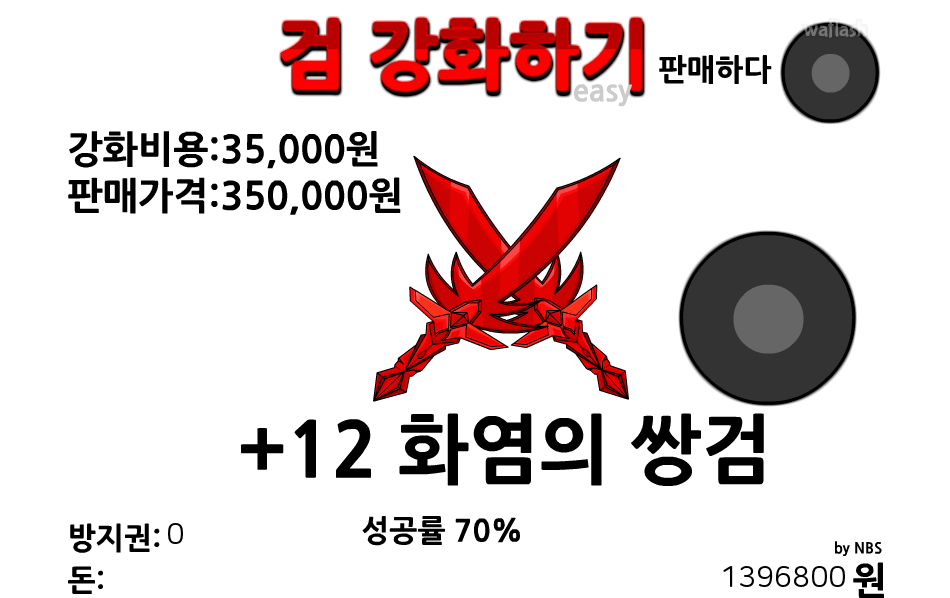 검 강화하기
easy
판매하다
waflash
강화비용:35,000원
판매가격:350,000원
+12 화염의 쌍검
방지권: 0
성공률 70%
by NBS
돈:
1396800 원